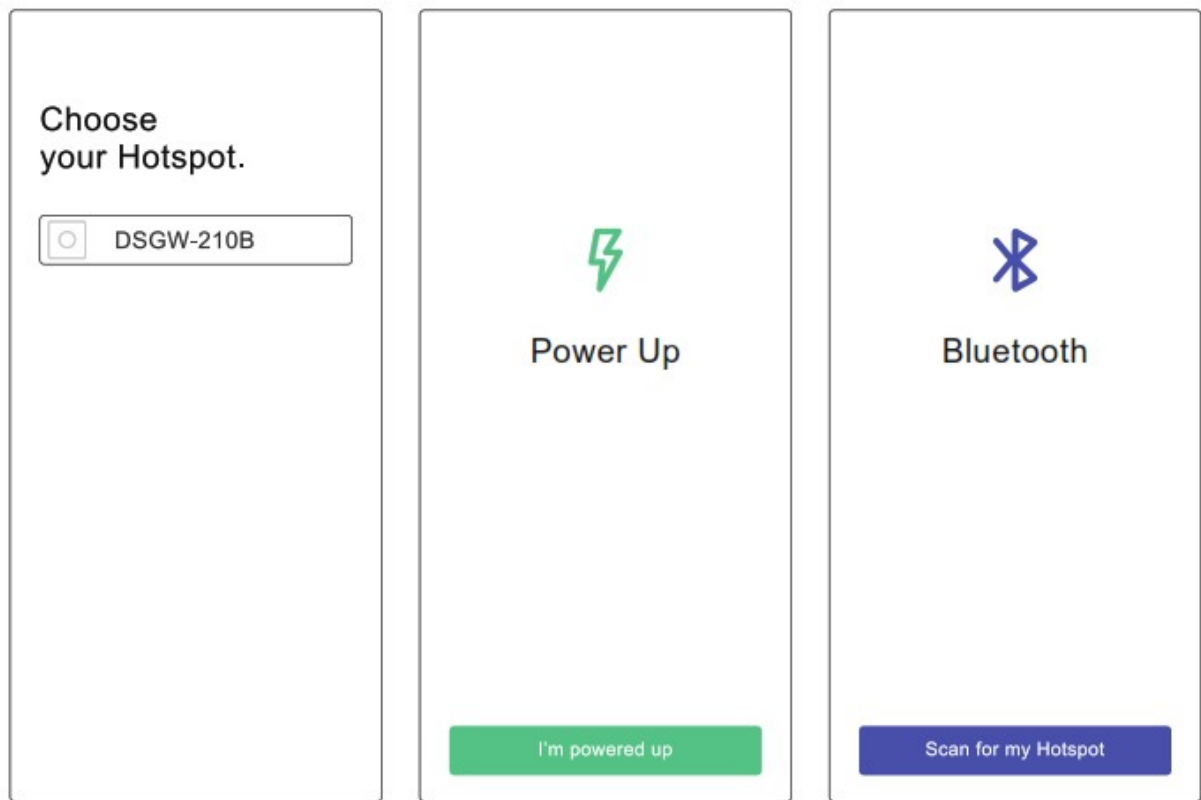 Choose
your Hotspot.
DSGW-210B
Power Up
I'm powered up
Bluetooth
Scan for my Hotspot